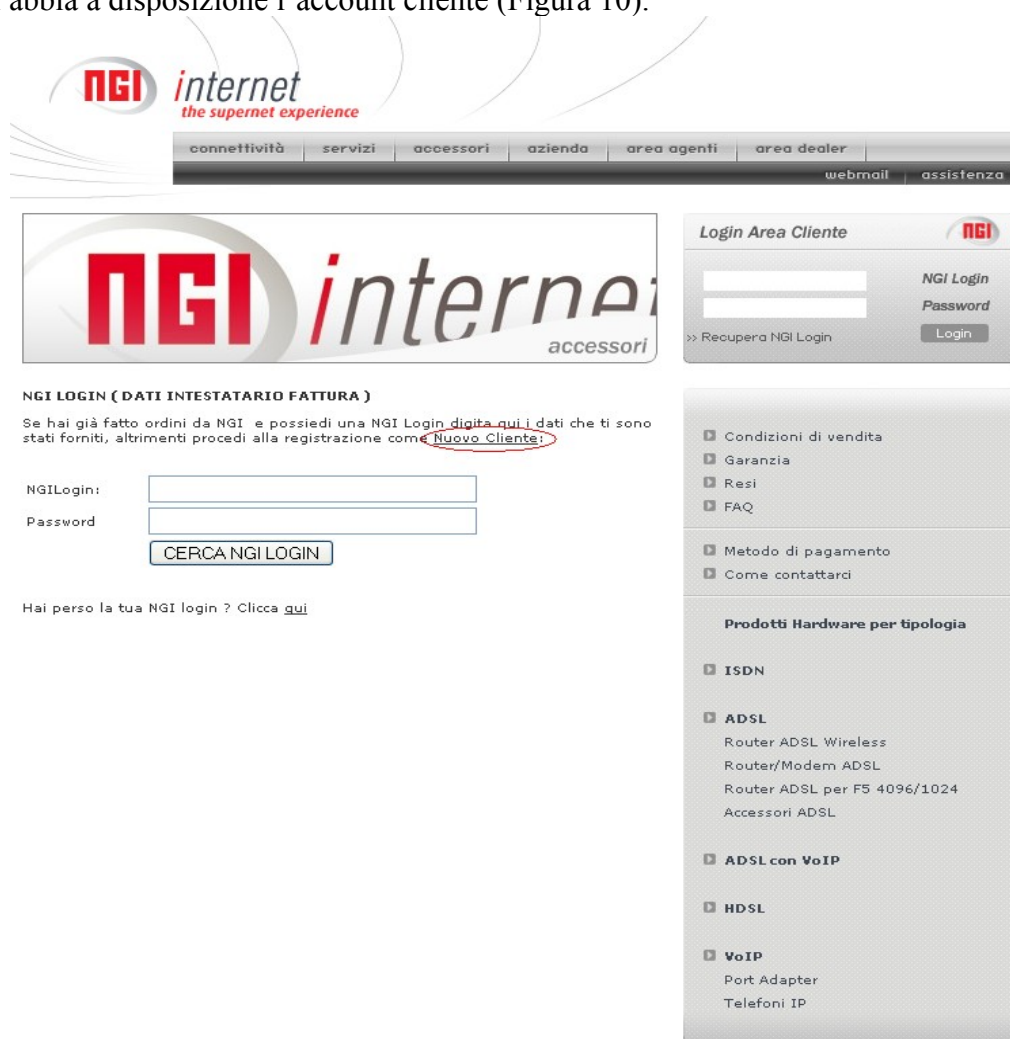 abbia a disposizione l'account cliente (Figura 10).
NGI internet
the supernet experience
connettività servizi accessori azienda area agenti area dealer
webmail assistenza
NGI internet
accessori
Login Area Cliente NGI
NGI Login
Password
>> Recupera NGI Login Login
NGI LOGIN ( DATI INTESTATARIO FATTURA )
Se hai già fatto ordini da NGI e possiedi una NGI Login digita qui i dati che ti sono
stati forniti, altrimenti procedi alla registrazione come Nuovo Cliente:
NGILogin:
Password
CERCA NGI LOGIN
Hai perso la tua NGI login ? Clicca qui
Condizioni di vendita
Garanzia
Resi
FAQ
Metodo di pagamento
Come contattarci
Prodotti Hardware per tipologia
ISDN
ADSL
Router ADSL Wireless
Router/Modem ADSL
Router ADSL per F5 4096/1024
Accessori ADSL
ADSL con VoIP
HDSL
VoIP
Port Adapter
Telefoni IP